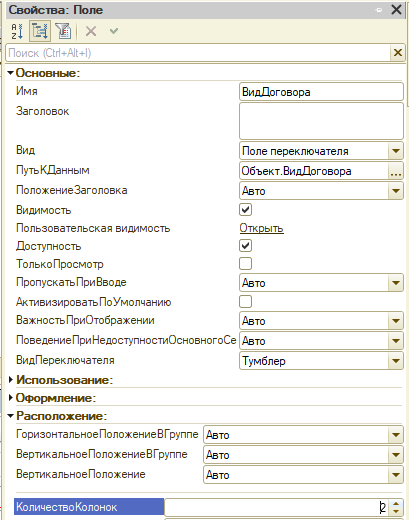 Свойства: Поле
Поиск (Ctrl+Alt+I)
Основные:
Имя ВидДоговора
Заголовок
Вид Поле переключателя
ПутьКДанным Объект.ВидДоговора ...
ПоложениеЗаголовка Авто
Видимость
Пользовательская видимость Открыть
Доступность
ТолькоПросмотр
ПропускатьПриВводе Авто
АктивизироватьПоУмолчанию
ВажностьПриОтображении Авто
ПоведениеПриНедоступностиОсновногоСе Авто
ВидПереключателя Тумблер
Использование:
Оформление:
Расположение:
ГоризонтальноеПоложениеВГруппе Авто
ВертикальноеПоложениеВГруппе Авто
ВертикальноеПоложение Авто
КоличествоКолонок 2